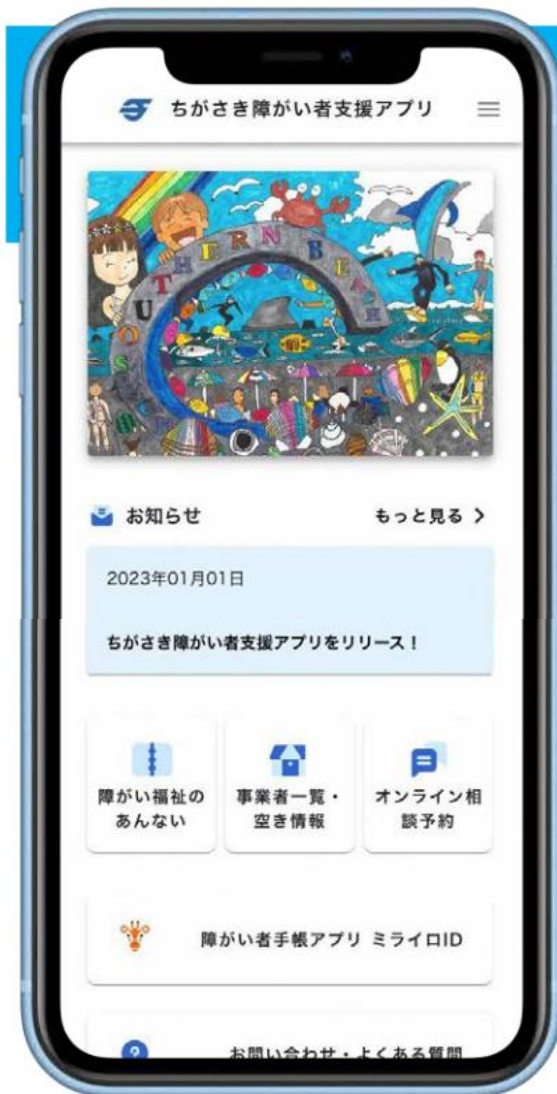 ちがさき障がい者支援アプリ
SOUTHERN BEACH
お知らせ
もっと見る
2023年01月01日
ちがさき障がい者支援アプリをリリース！
障がい福祉の
あんない
事業者一覧・
空き情報
オンライン相
談予約
障がい者手帳アプリ ミライロID
お問い合わせ・よくある質問